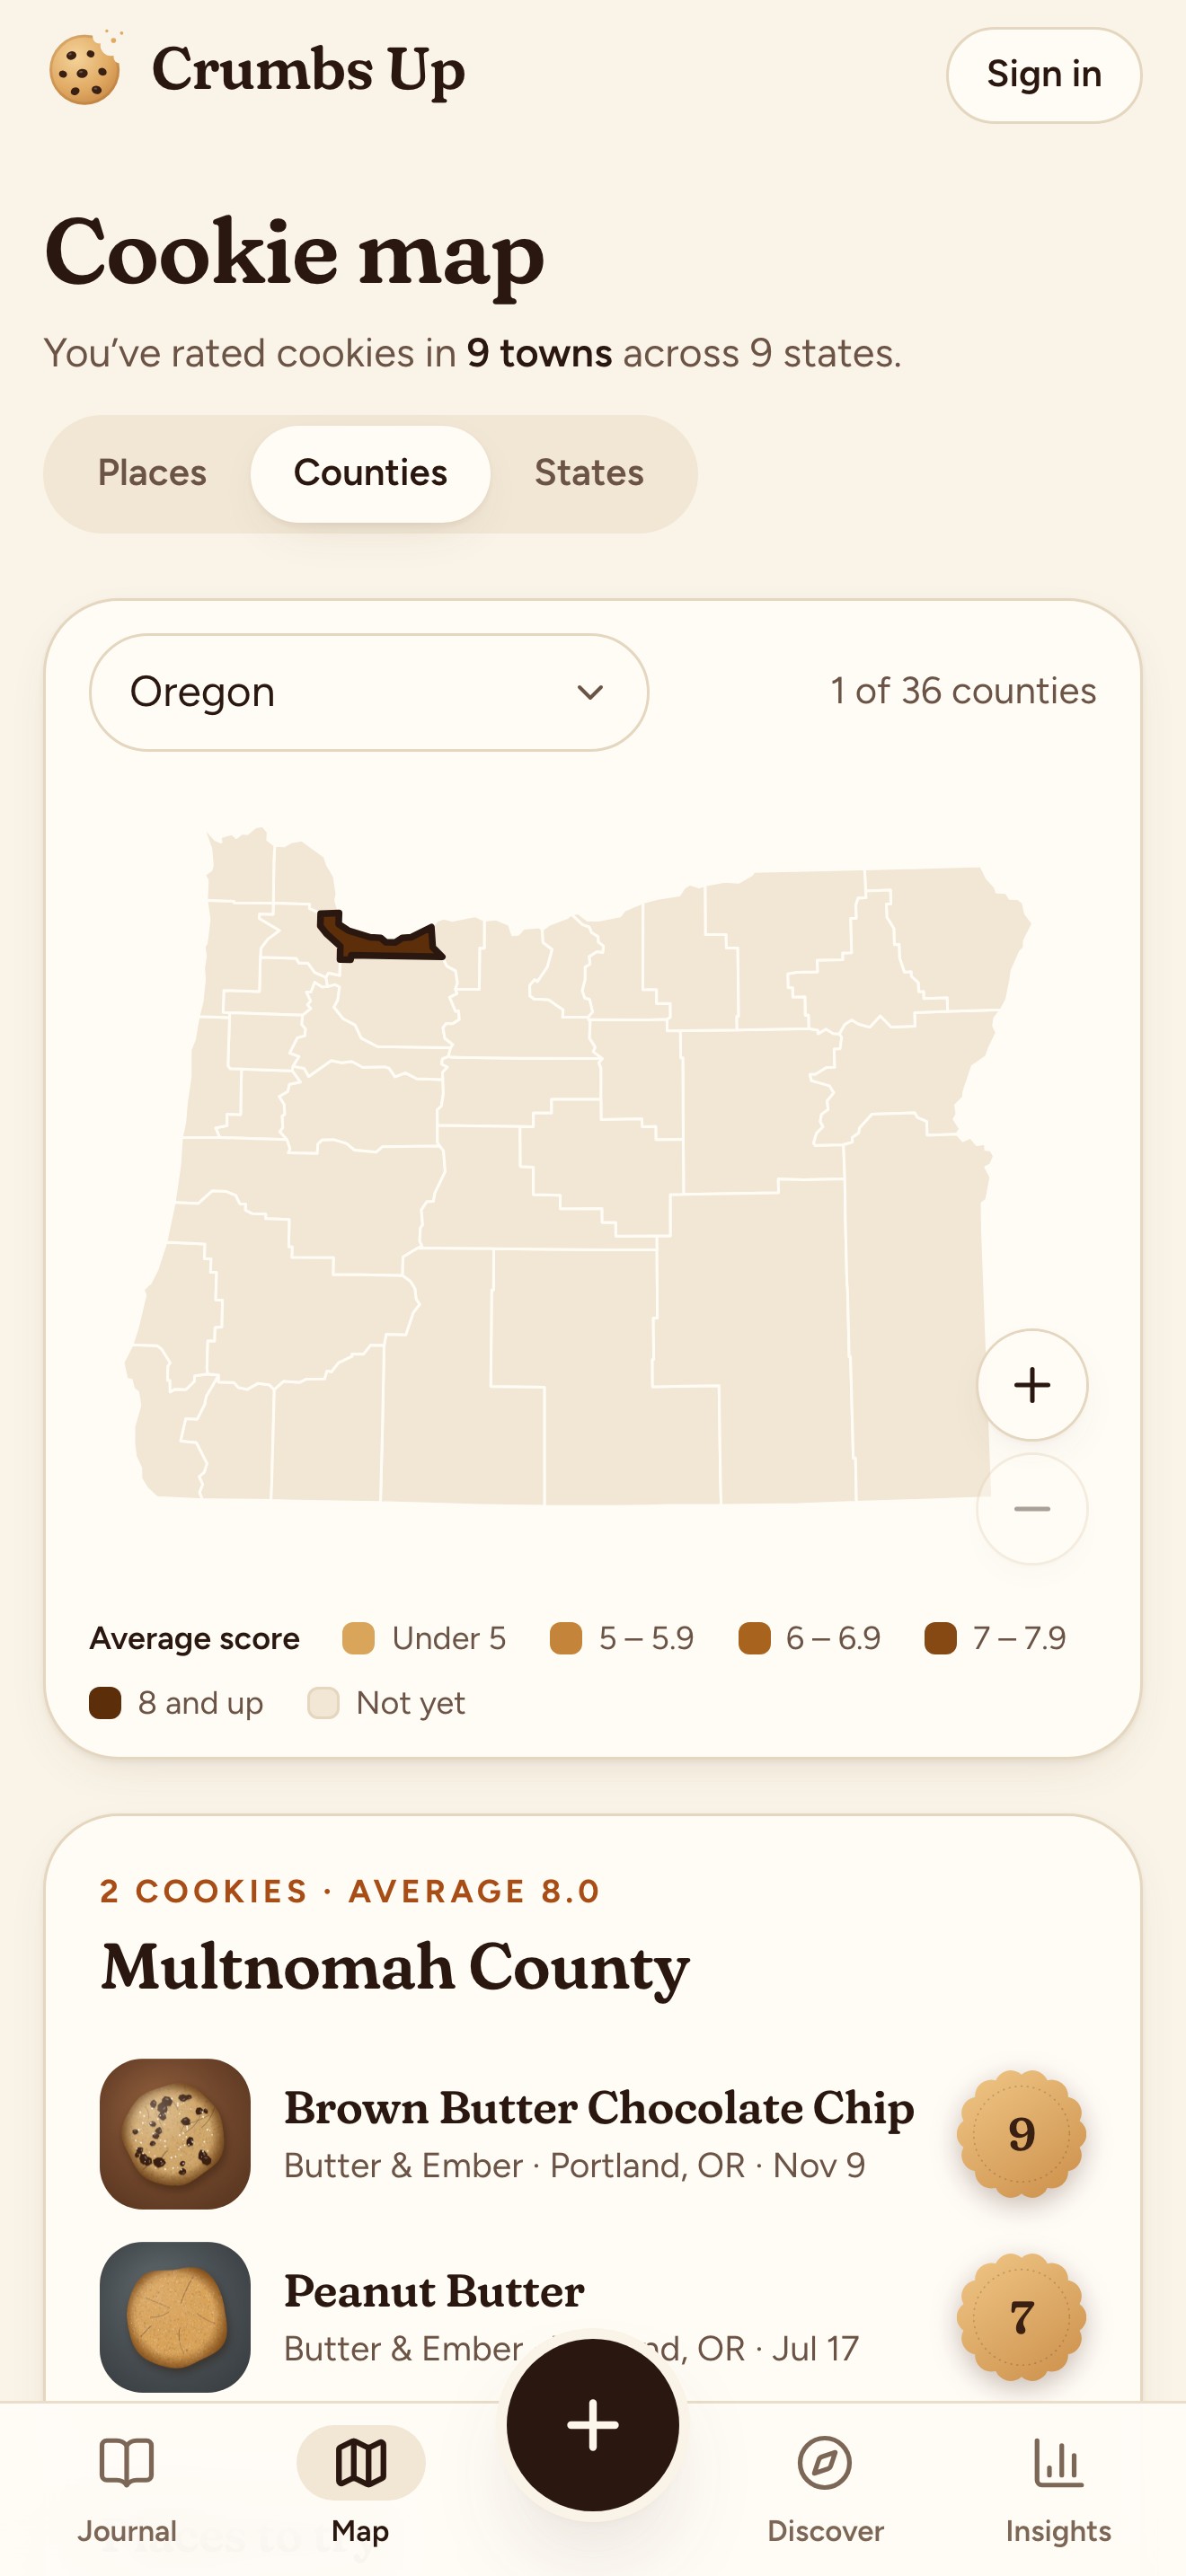 Crumbs Up
Sign in
Cookie map
You’ve rated cookies in 9 towns across 9 states.
Places
Counties
States
Oregon
1 of 36 counties
Average score
Under 5
5 – 5.9
6 – 6.9
7 – 7.9
8 and up
Not yet
2 COOKIES · AVERAGE 8.0
Multnomah County
Brown Butter Chocolate Chip
9
Butter & Ember · Portland, OR · Nov 9
Peanut Butter
7
Butter & Ember OR · Jul 17
Journal
Map
Discover
Insights